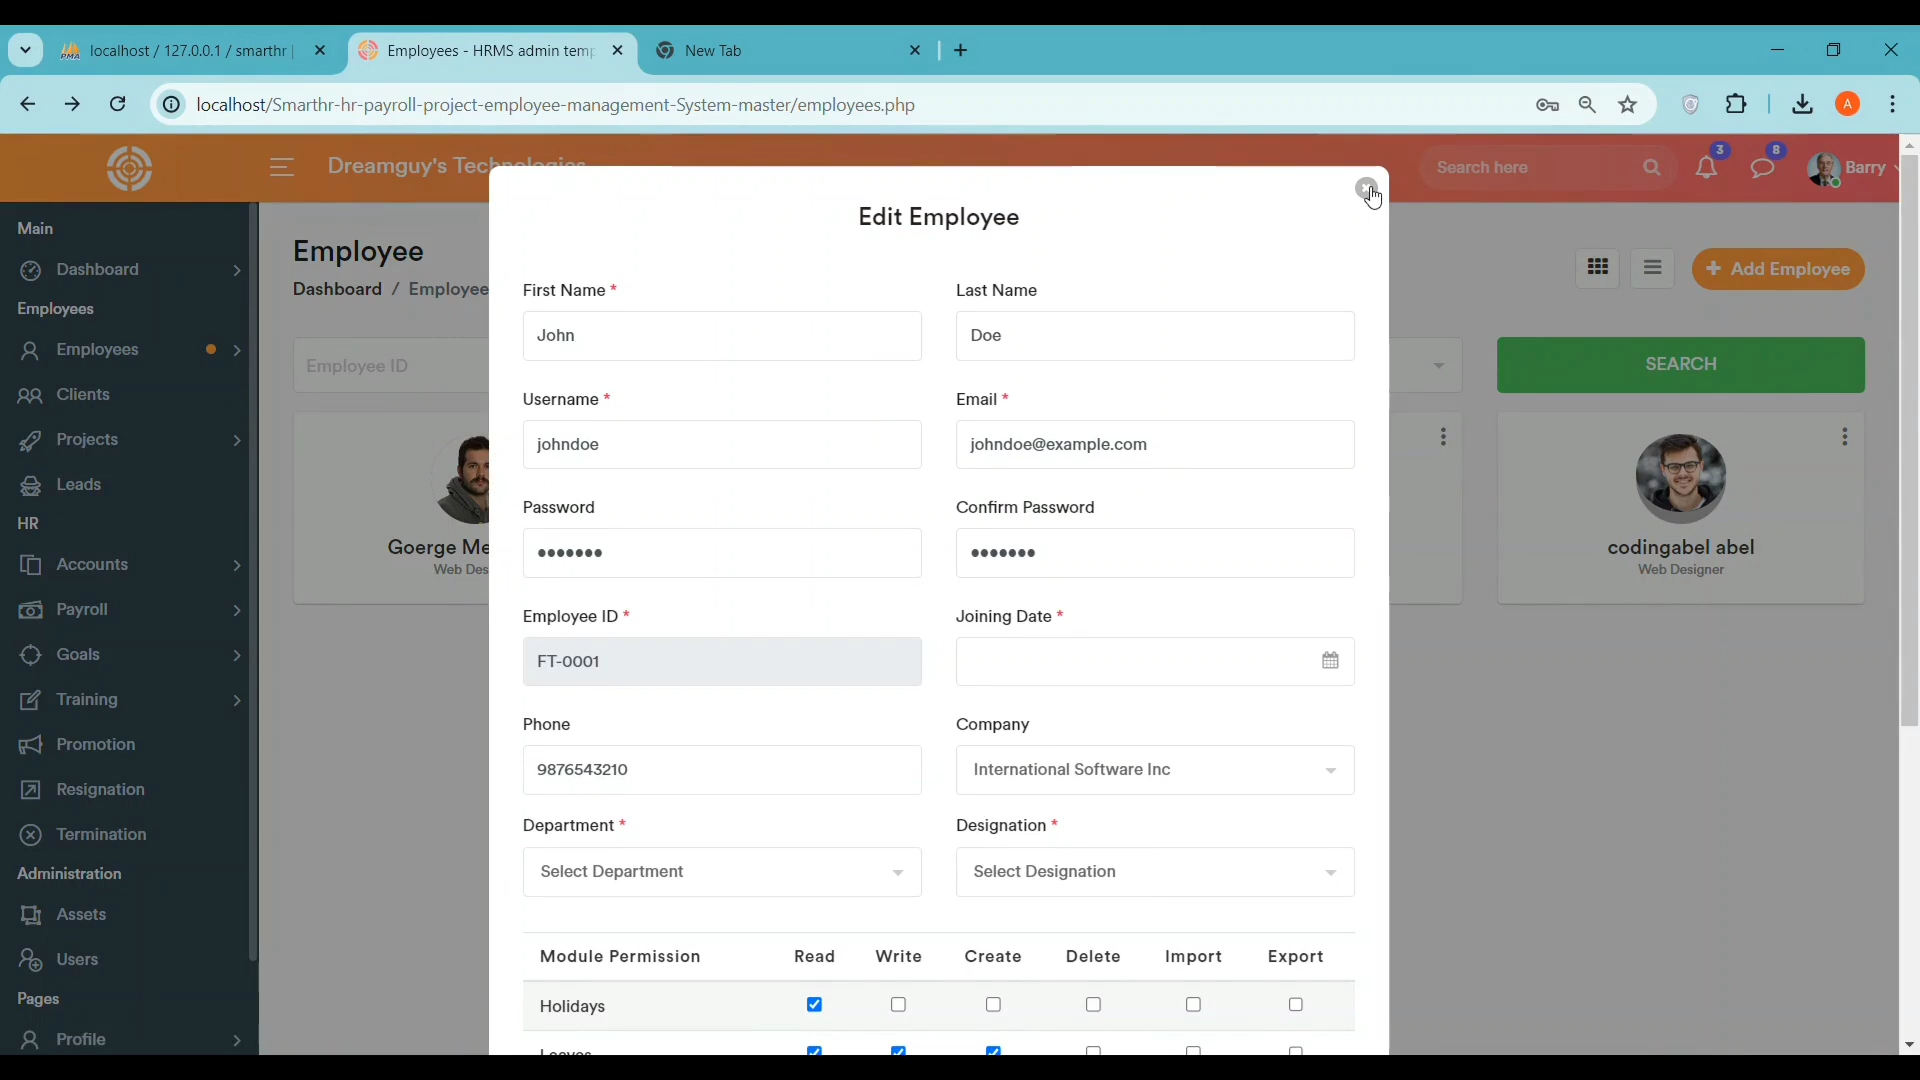 localhost / 127.0.0.1 / smarthr
Employees - HRMS admin temp
New Tab
localhost/Smarthr-hr-payroll-project-employee-management-System-master/employees.php
A
Dreamguy's Technologies
Search here
3
8
Barry
Main
Dashboard
Employees
Employees
Clients
Projects
Leads
HR
Accounts
Payroll
Goals
Training
Promotion
Resignation
Termination
Administration
Assets
Users
Pages
Profile
Employee
Dashboard / Employee
+ Add Employee
Employee ID
SEARCH
Goerge Me
Web Des
codingabel abel
Web Designer
Edit Employee
First Name *
Last Name
John
Doe
Username *
Email *
johndoe
johndoe@example.com
Password
Confirm Password
•••••••
•••••••
Employee ID *
Joining Date *
FT-0001
Phone
Company
9876543210
International Software Inc
Department *
Designation *
Select Department
Select Designation
Module Permission Read Write Create Delete Import Export
Holidays
Leaves